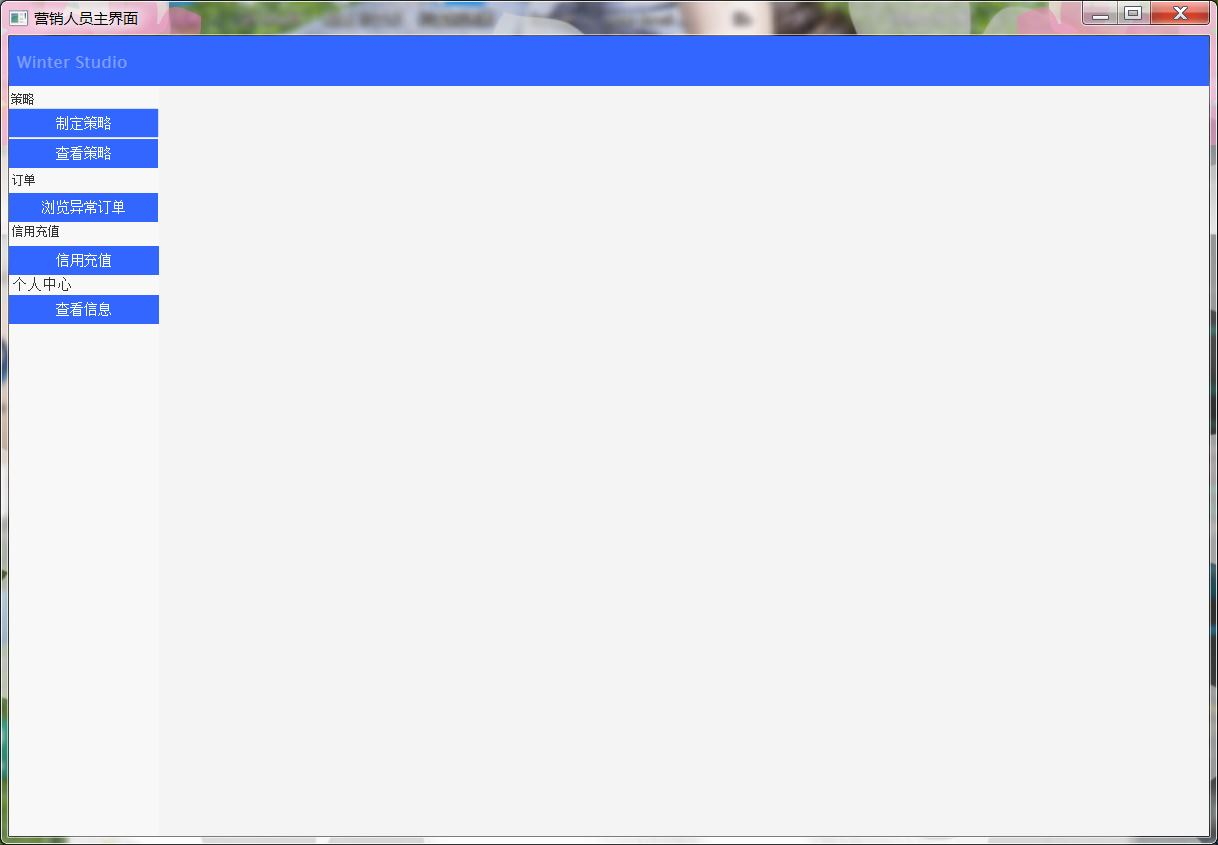 营销人员主界面
Winter Studio
策略
制定策略
查看策略
订单
浏览异常订单
信用充值
信用充值
个人中心
查看信息